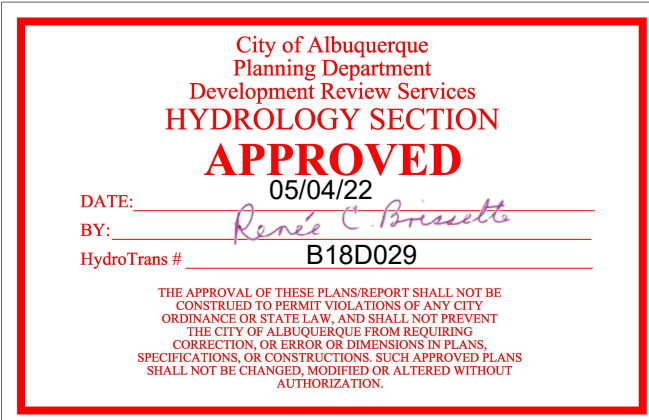 City of Albuquerque
Planning Department
Development Review Services
HYDROLOGY SECTION
APPROVED
DATE: 05/04/22
BY: Renée C. Brissette
HydroTrans # B18D029
THE APPROVAL OF THESE PLANS/REPORT SHALL NOT BE
CONSTRUED TO PERMIT VIOLATIONS OF ANY CITY
ORDINANCE OR STATE LAW, AND SHALL NOT PREVENT
THE CITY OF ALBUQUERQUE FROM REQUIRING
CORRECTION, OR ERROR OR DIMENSIONS IN PLANS,
SPECIFICATIONS, OR CONSTRUCTIONS. SUCH APPROVED PLANS
SHALL NOT BE CHANGED, MODIFIED OR ALTERED WITHOUT
AUTHORIZATION.